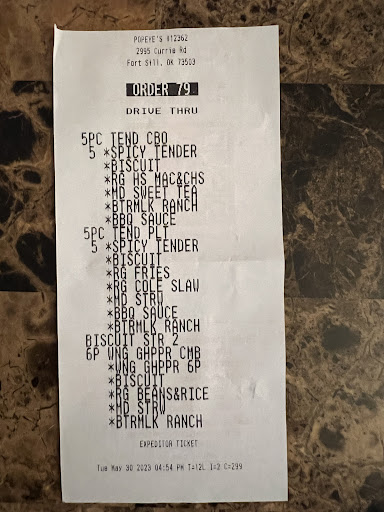 POPEYE'S #12362
2995 Currie Rd
Fort Sill, OK 73503
ORDER 79
DRIVE THRU
5PC TEND CBO
5 *SPICY TENDER
*BISCUIT
*RG HS MAC&CHS
*MD SWEET TEA
*BTRMLK RANCH
*BBQ SAUCE
5PC TEND PLT
5 *SPICY TENDER
*BISCUIT
*RG FRIES
*RG COLE SLAW
*MD STRW
*BBQ SAUCE
*BTRMLK RANCH
BISCUIT STR 2
6P WNG GHPPR CMB
*WNG GHPPR 6P
*BISCUIT
*RG BEANS&RICE
*MD STRW
*BTRMLK RANCH
EXPEDITOR TICKET
Tue May 30 2023 04:54 PM T=12L I=2 C=299